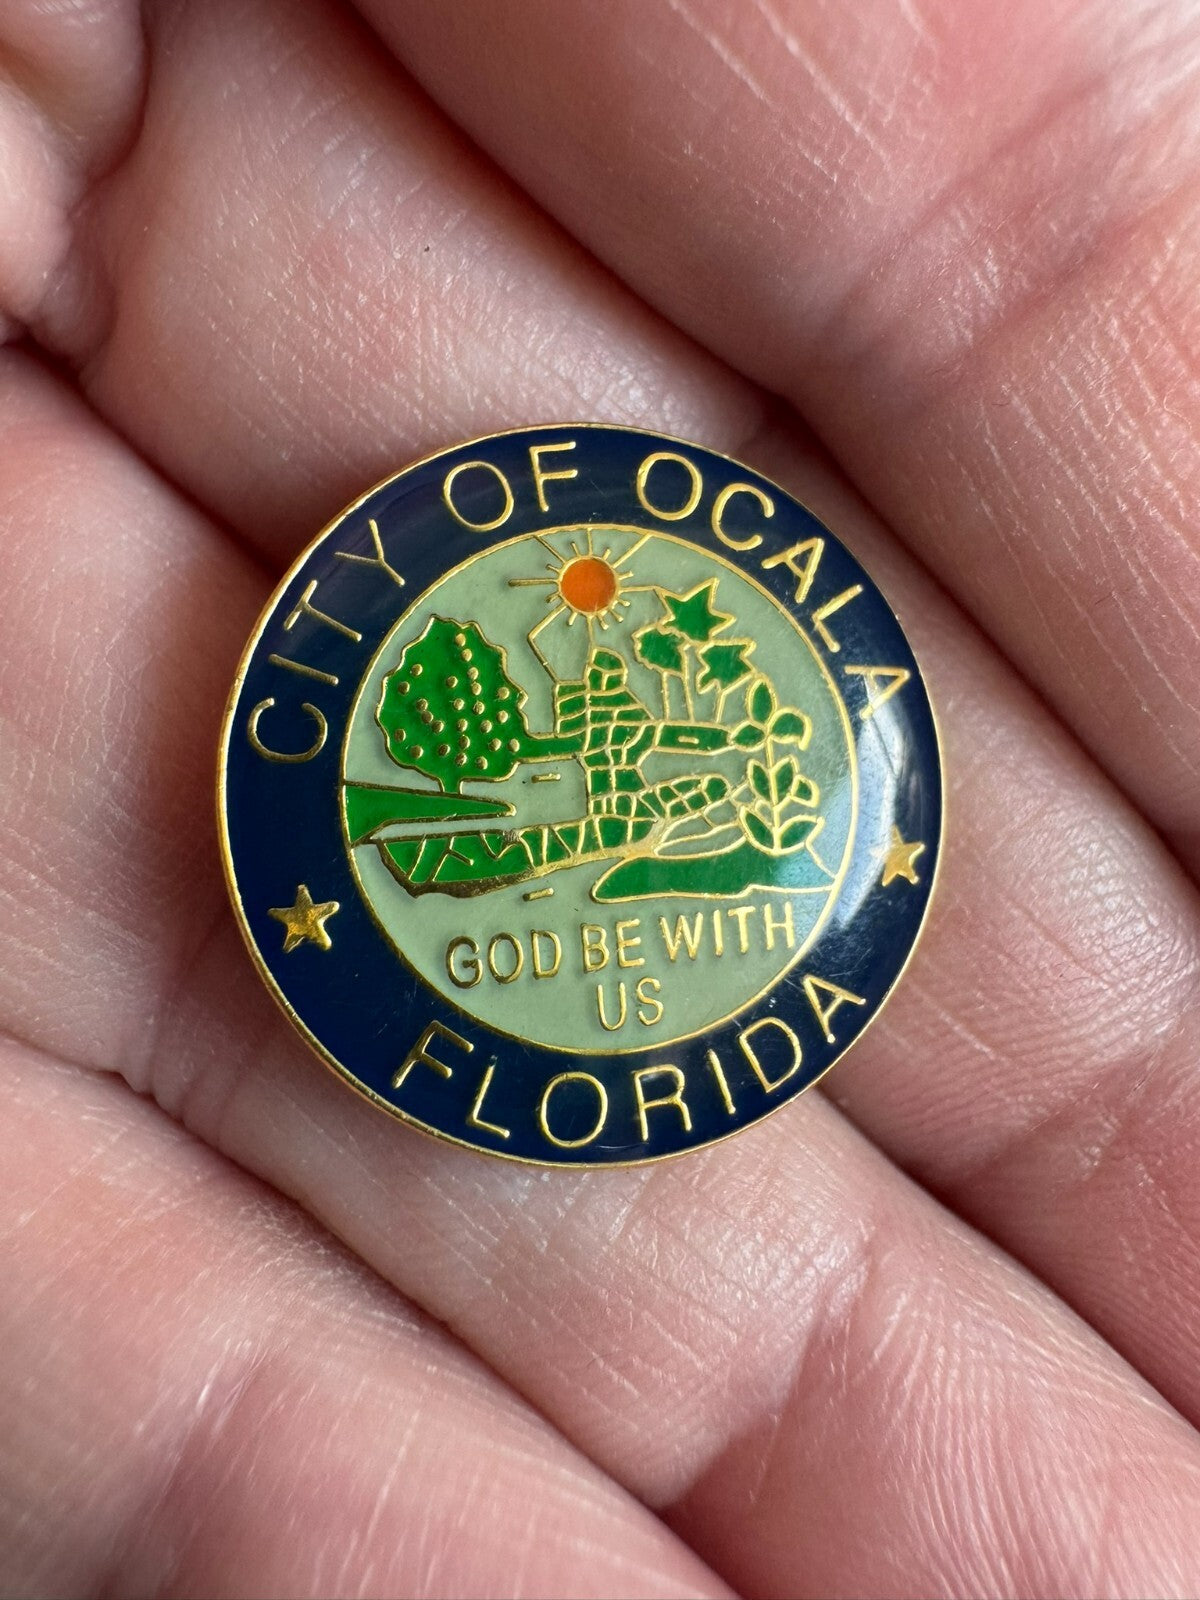 CITY OF OCALA
GOD BE WITH
US
FLORIDA